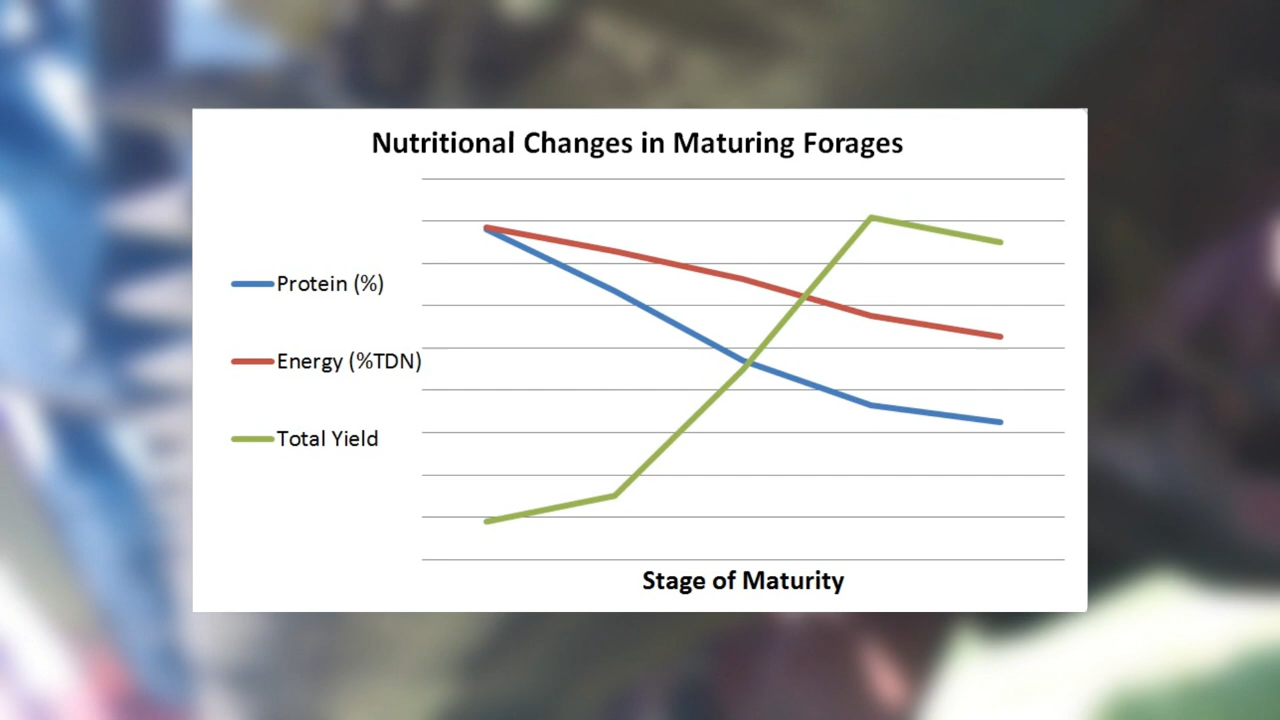 Nutritional Changes in Maturing Forages
Protein (%)
Energy (%TDN)
Total Yield
Stage of Maturity